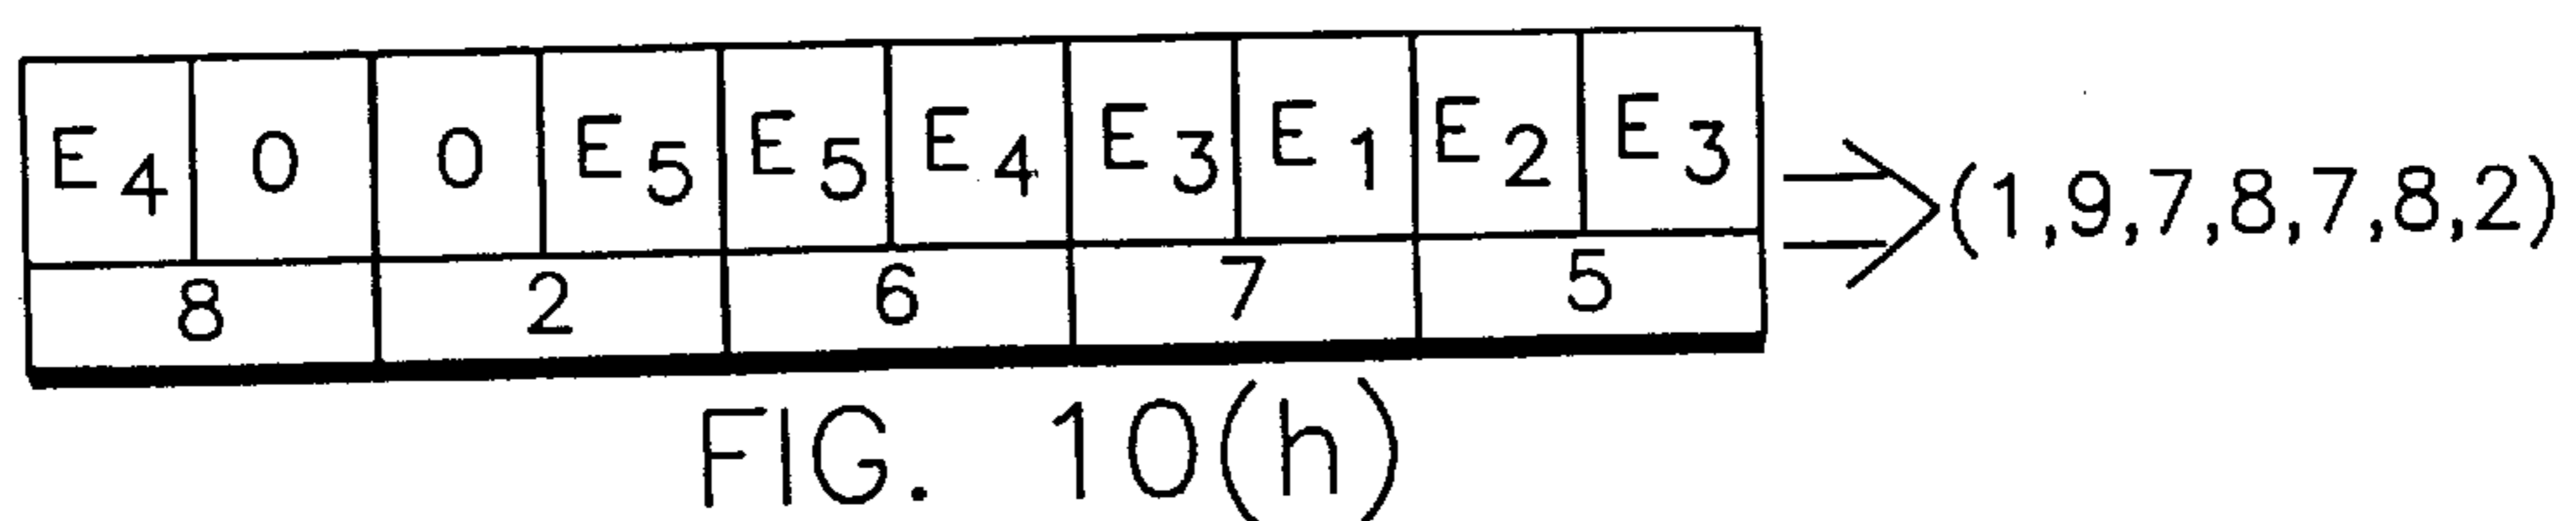 E4 0 0 E5 E5 E4 E3 E1 E2 E3
8 2 6 7 5
(1,9,7,8,7,8,2)
FIG. 10(h)